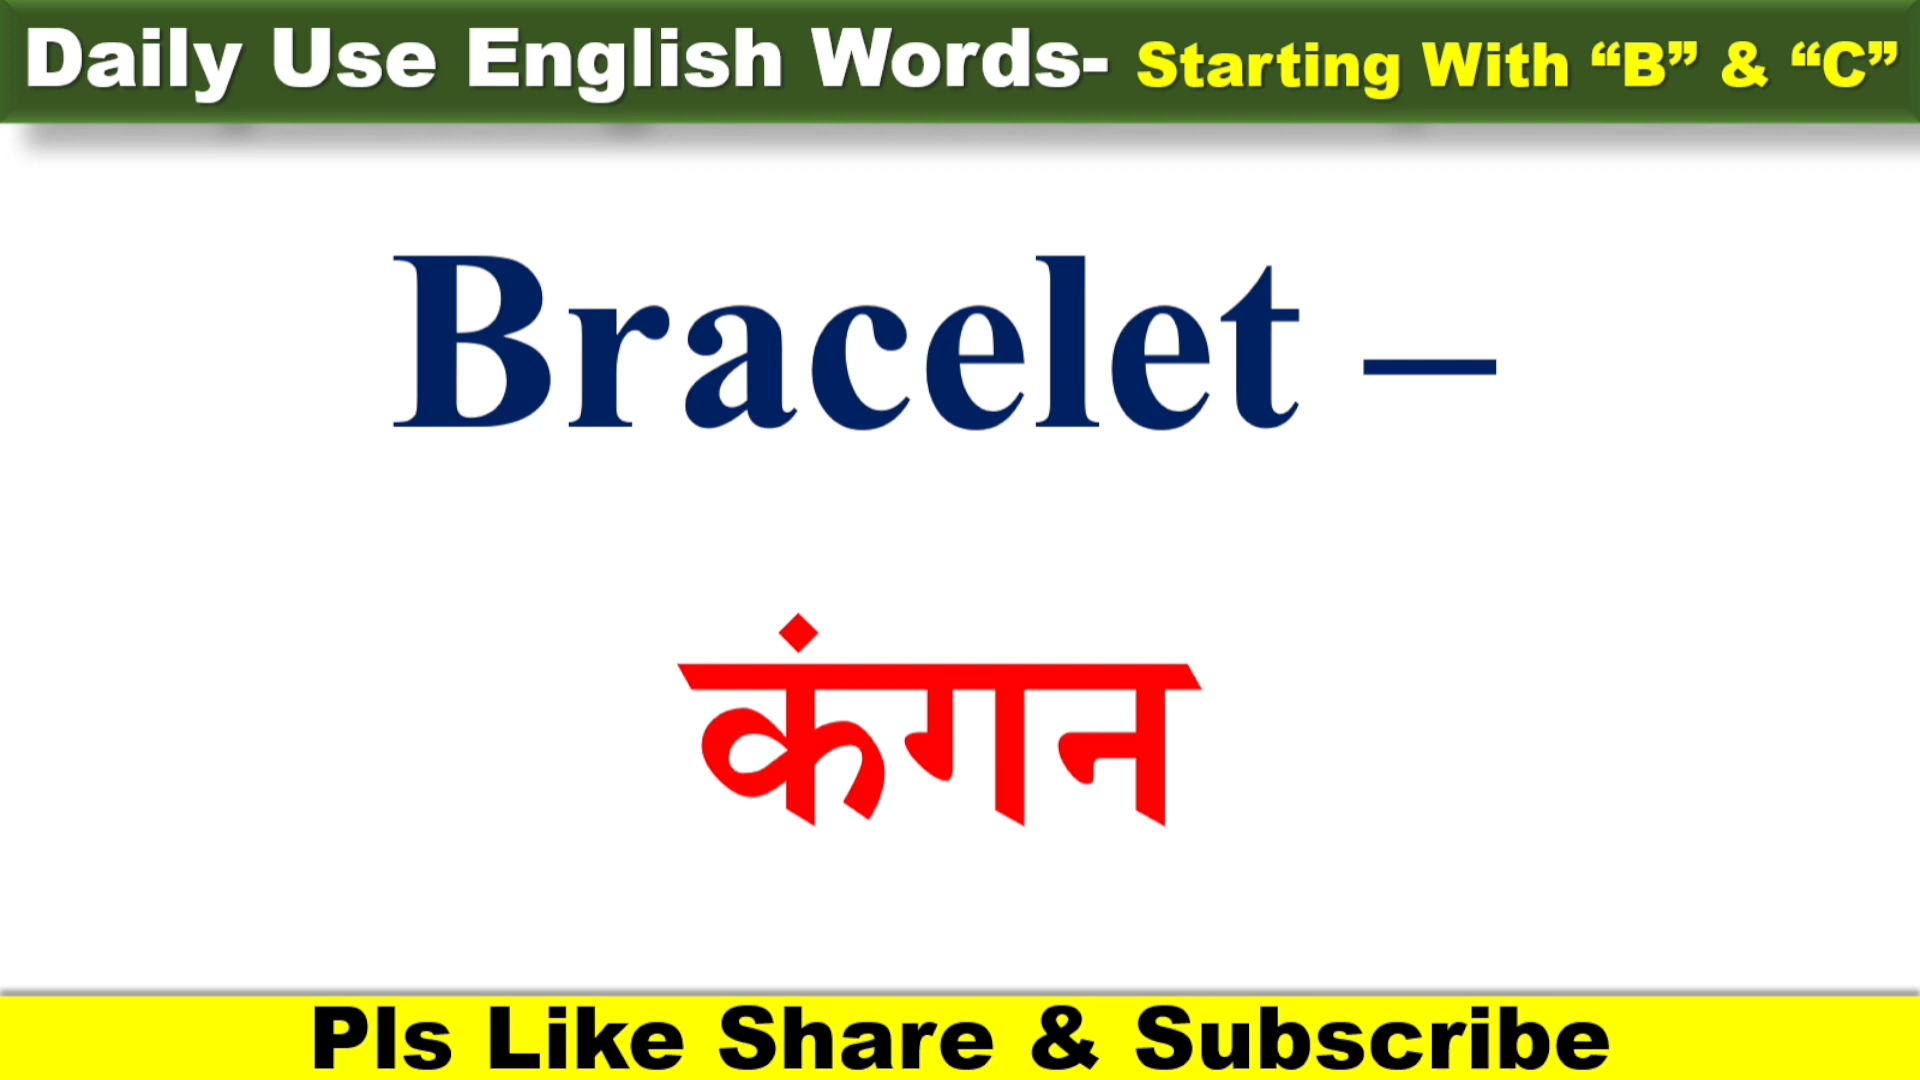 Daily Use English Words- Starting With “B” & “C”
Bracelet –
कंगन
Pls Like Share & Subscribe